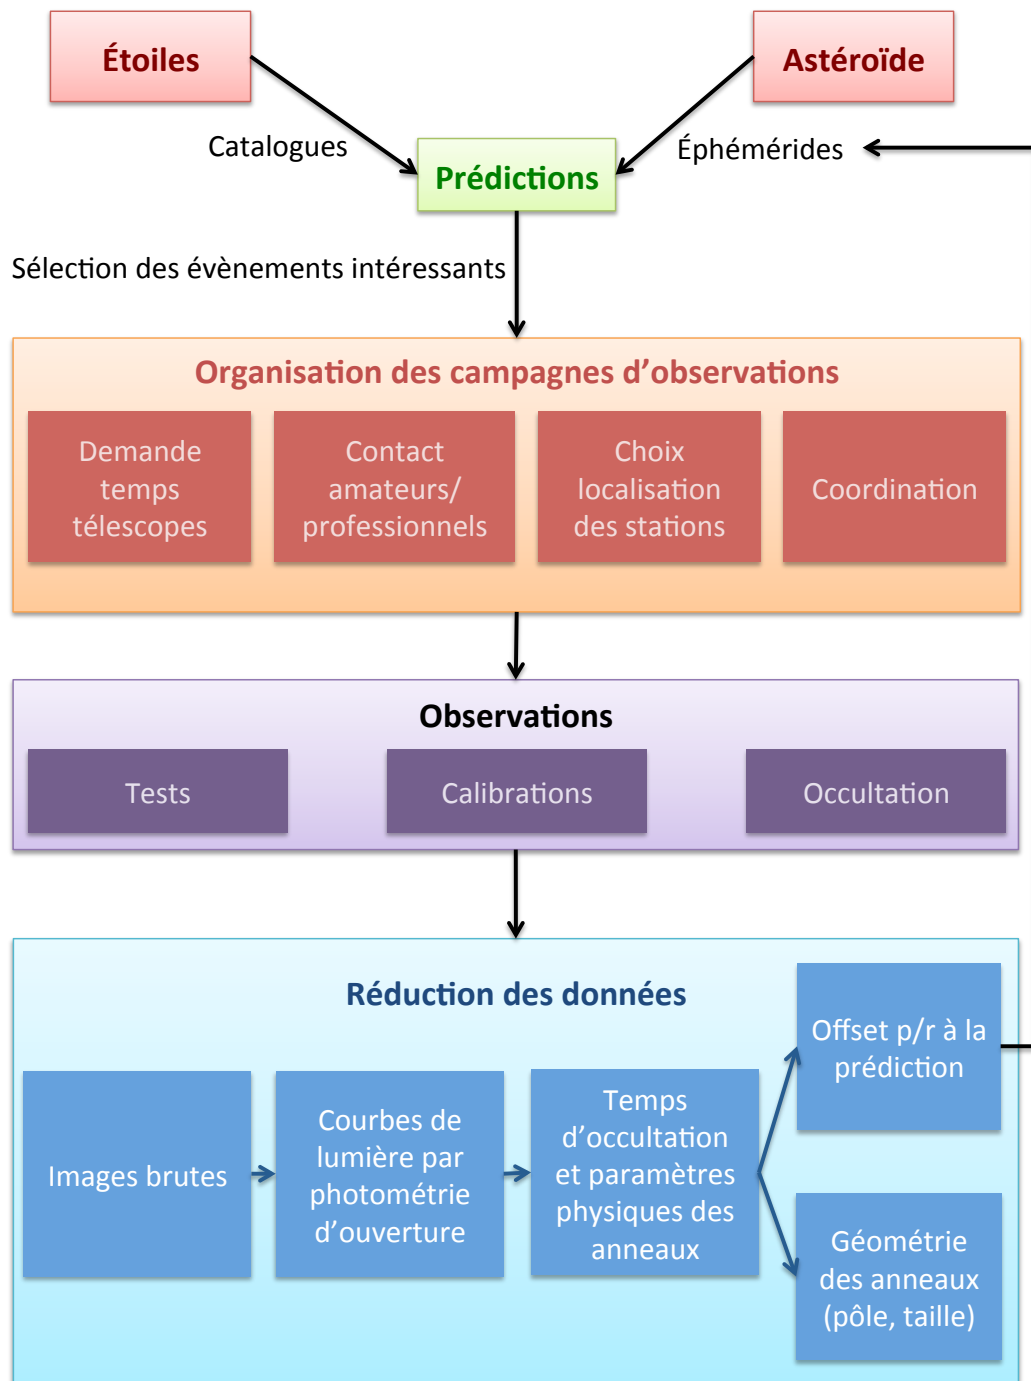 Étoiles
Astéroïde
Catalogues
Éphémérides
Prédictions
Sélection des évènements intéressants
Organisation des campagnes d'observations
Demande
temps
télescopes
Contact
amateurs/
professionnels
Choix
localisation
des stations
Coordination
Observations
Tests
Calibrations
Occultation
Réduction des données
Images brutes
Courbes de
lumière par
photométrie
d'ouverture
Temps
d'occultation
et paramètres
physiques des
anneaux
Offset p/r à la
prédiction
Géométrie
des anneaux
(pôle, taille)